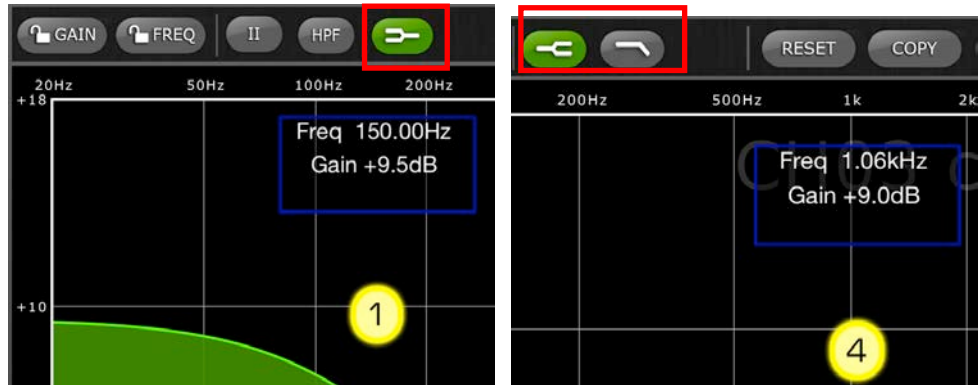 GAIN FREQ II HPF
20Hz 50Hz 100Hz 200Hz
+18
Freq 150.00Hz
Gain +9.5dB
+10
1
RESET COPY
200Hz 500Hz 1k 2k
CH03
Freq 1.06kHz
Gain +9.0dB
4